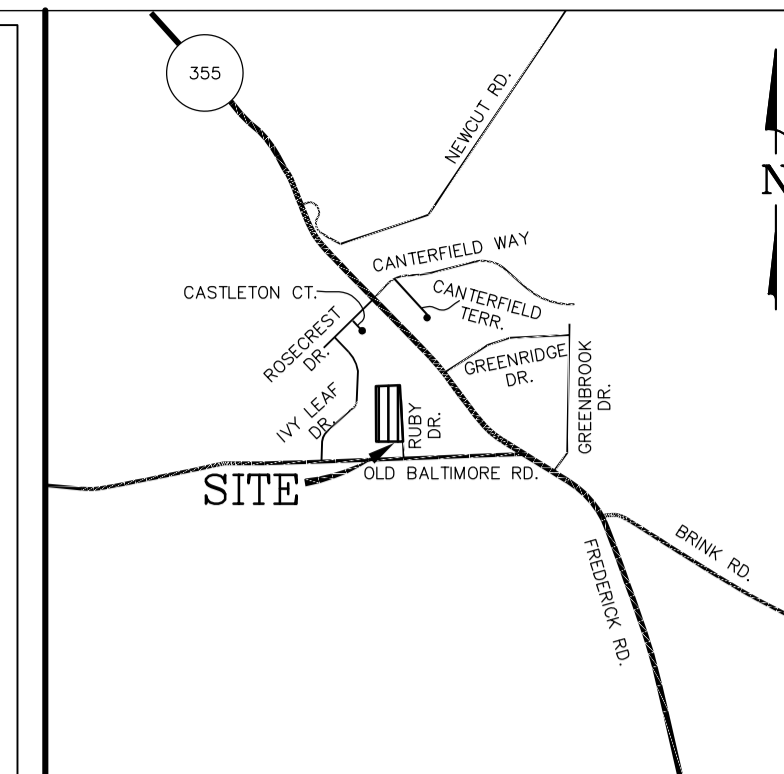 355
NEWCUT RD.
N
CANTERFIELD WAY
CASTLETON CT.
CANTERFIELD
TERR.
ROSECREST
DR.
GREENRIDGE
DR.
GREENBROOK
DR.
IVY LEAF
DR.
RUBY
DR.
OLD BALTIMORE RD.
SITE
BRINK RD.
FREDERICK RD.